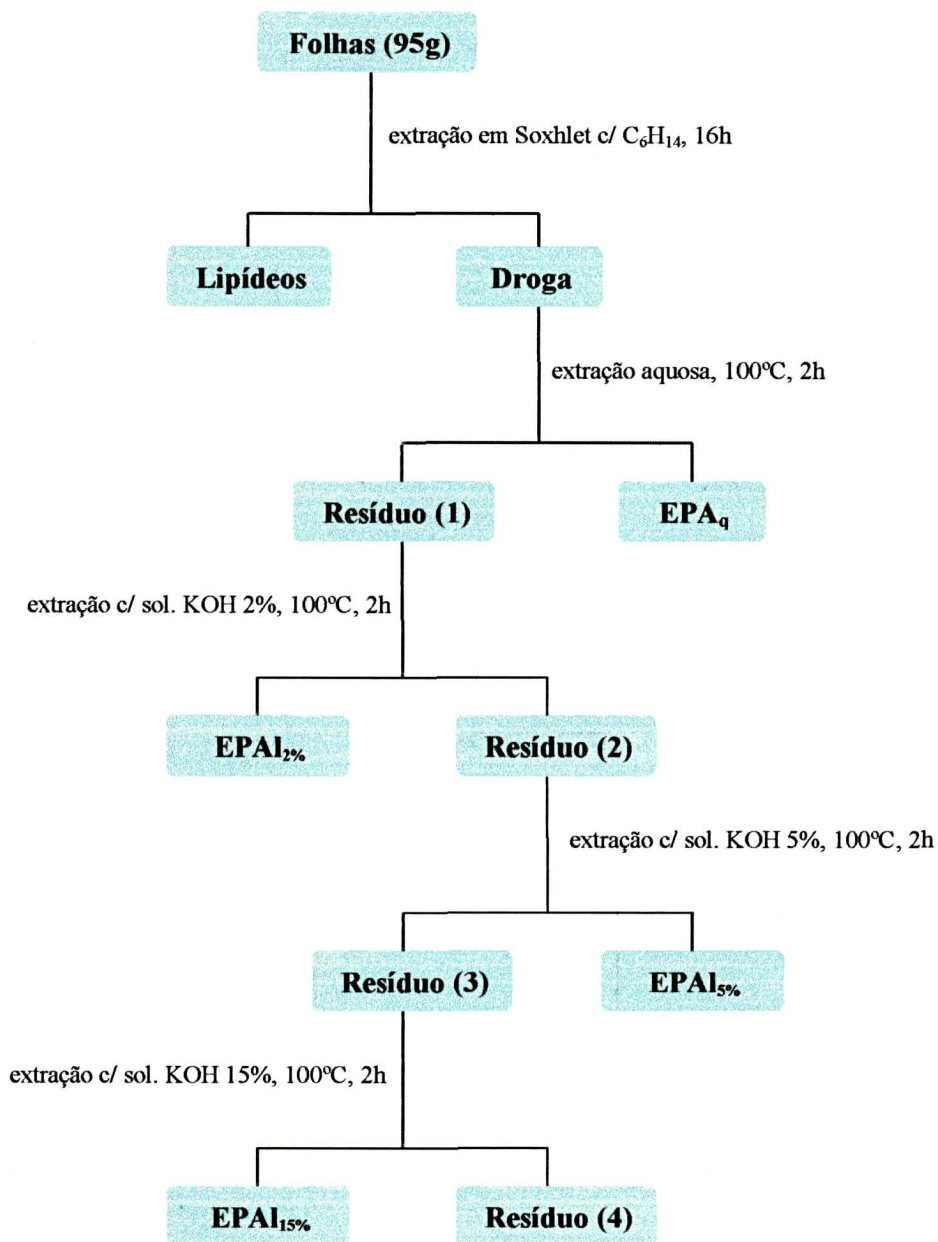 Folhas (95g)
extração em Soxhlet c/ C₆H₁₄, 16h
Lipídeos
Droga
extração aquosa, 100ºC, 2h
Resíduo (1)
EPAq
extração c/ sol. KOH 2%, 100ºC, 2h
EPAl₂%
Resíduo (2)
extração c/ sol. KOH 5%, 100ºC, 2h
Resíduo (3)
EPAl₅%
extração c/ sol. KOH 15%, 100ºC, 2h
EPAl₁₅%
Resíduo (4)